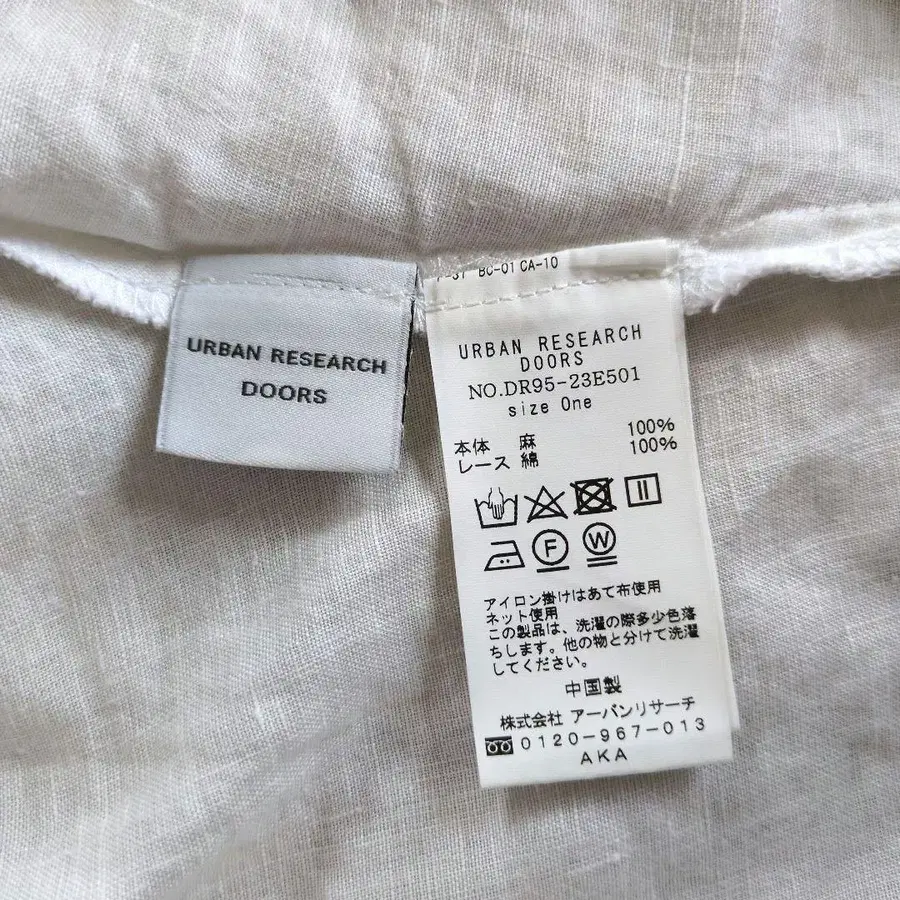 URBAN RESEARCH
DOORS
BC-01 CA-10
URBAN RESEARCH
DOORS
NO.DR95-23E501
size One
本体 麻 100%
レース 綿 100%
F
W
アイロン掛けはあて布使用
ネット使用
この製品は、洗濯の際多少色落
ちします。他の物と分けて洗濯
してください。
中国製
株式会社 アーバンリサーチ
0120-967-013
AKA